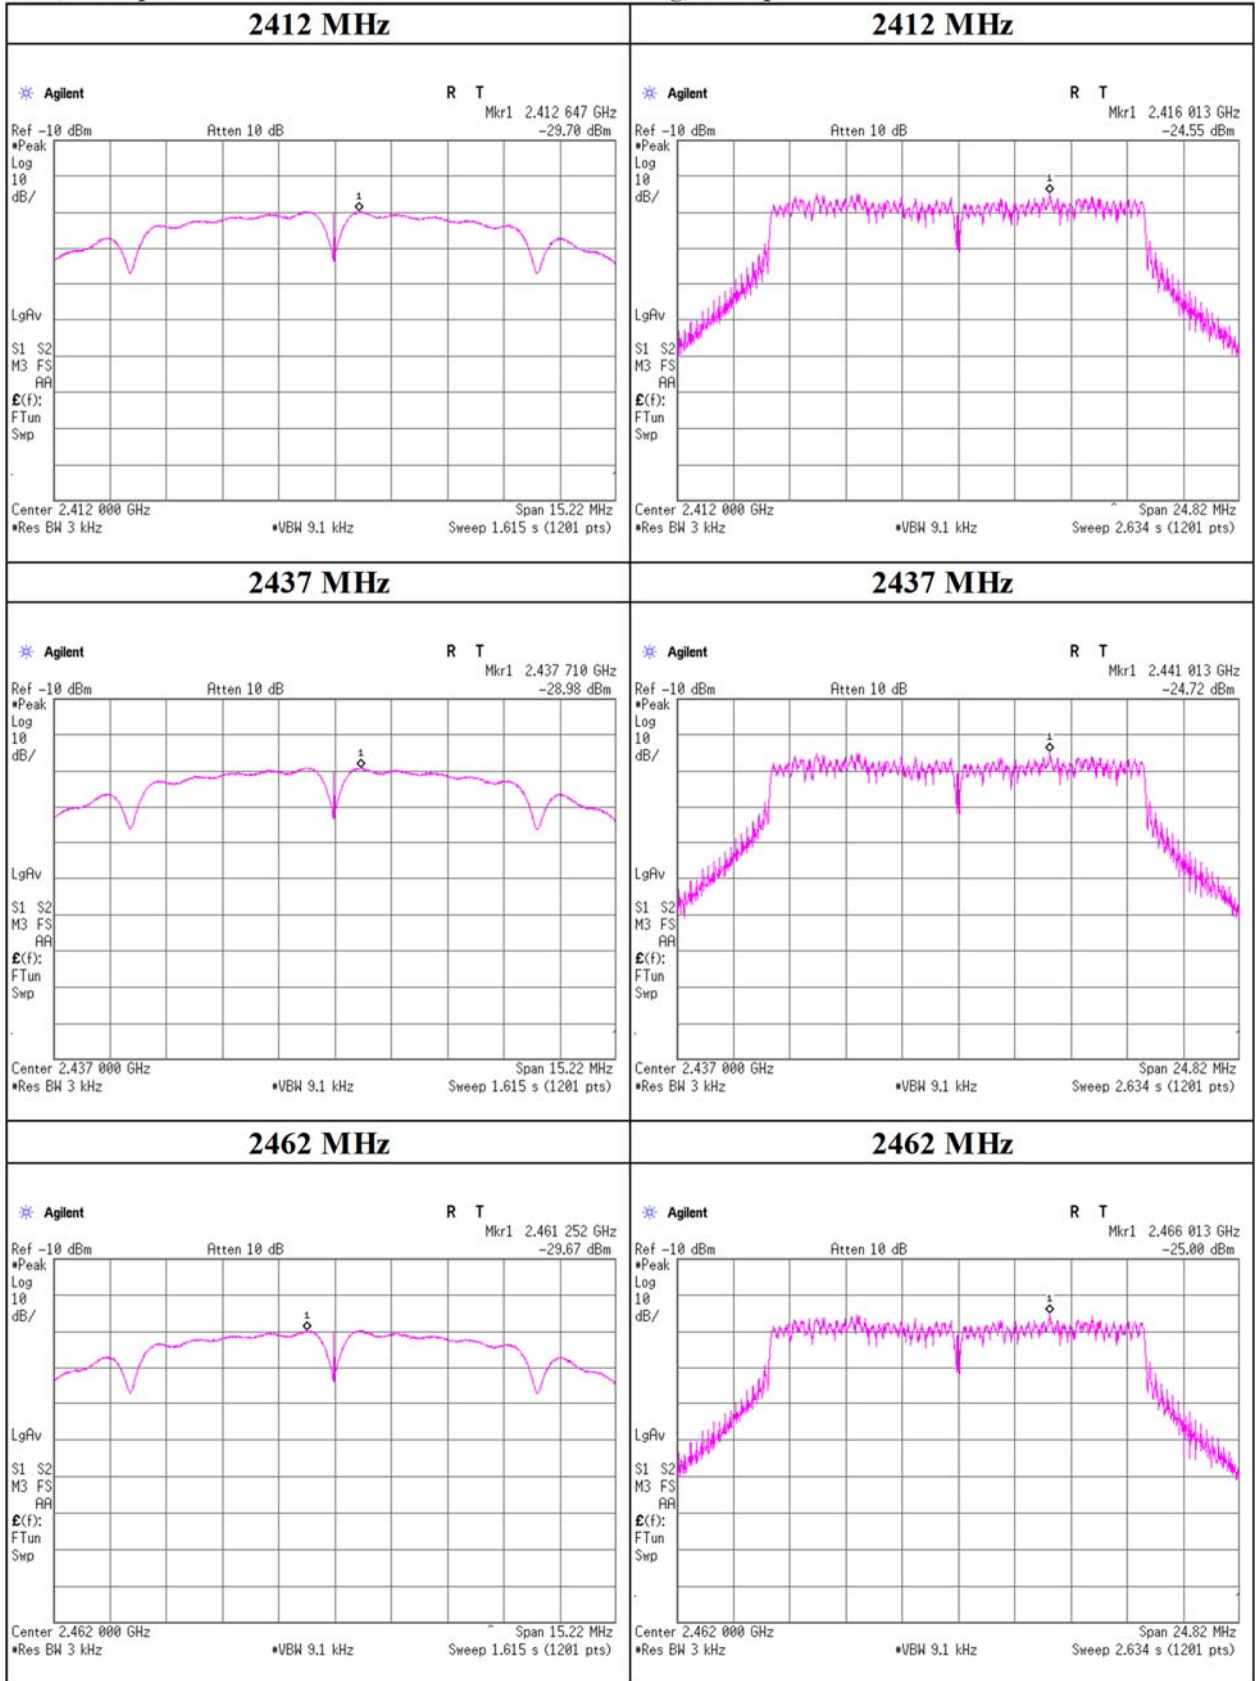 2412 MHz
Agilent
R T
Mkr1 2.412 647 GHz
Ref -10 dBm
Atten 10 dB
-29.70 dBm
*Peak
Log
10
dB/
1
LgAv
S1 S2
M3 FS
AA
£(f):
FTun
Swp
Center 2.412 000 GHz
Span 15.22 MHz
*Res BW 3 kHz
*VBW 9.1 kHz
Sweep 1.615 s (1201 pts)
2412 MHz
Agilent
R T
Mkr1 2.416 013 GHz
Ref -10 dBm
Atten 10 dB
-24.55 dBm
*Peak
Log
10
dB/
1
LgAv
S1 S2
M3 FS
AA
£(f):
FTun
Swp
Center 2.412 000 GHz
Span 24.82 MHz
*Res BW 3 kHz
*VBW 9.1 kHz
Sweep 2.634 s (1201 pts)
2437 MHz
Agilent
R T
Mkr1 2.437 710 GHz
Ref -10 dBm
Atten 10 dB
-28.98 dBm
*Peak
Log
10
dB/
1
LgAv
S1 S2
M3 FS
AA
£(f):
FTun
Swp
Center 2.437 000 GHz
Span 15.22 MHz
*Res BW 3 kHz
*VBW 9.1 kHz
Sweep 1.615 s (1201 pts)
2437 MHz
Agilent
R T
Mkr1 2.441 013 GHz
Ref -10 dBm
Atten 10 dB
-24.72 dBm
*Peak
Log
10
dB/
1
LgAv
S1 S2
M3 FS
AA
£(f):
FTun
Swp
Center 2.437 000 GHz
Span 24.82 MHz
*Res BW 3 kHz
*VBW 9.1 kHz
Sweep 2.634 s (1201 pts)
2462 MHz
Agilent
R T
Mkr1 2.461 252 GHz
Ref -10 dBm
Atten 10 dB
-29.67 dBm
*Peak
Log
10
dB/
1
LgAv
S1 S2
M3 FS
AA
£(f):
FTun
Swp
Center 2.462 000 GHz
Span 15.22 MHz
*Res BW 3 kHz
*VBW 9.1 kHz
Sweep 1.615 s (1201 pts)
2462 MHz
Agilent
R T
Mkr1 2.466 013 GHz
Ref -10 dBm
Atten 10 dB
-25.00 dBm
*Peak
Log
10
dB/
1
LgAv
S1 S2
M3 FS
AA
£(f):
FTun
Swp
Center 2.462 000 GHz
Span 24.82 MHz
*Res BW 3 kHz
*VBW 9.1 kHz
Sweep 2.634 s (1201 pts)